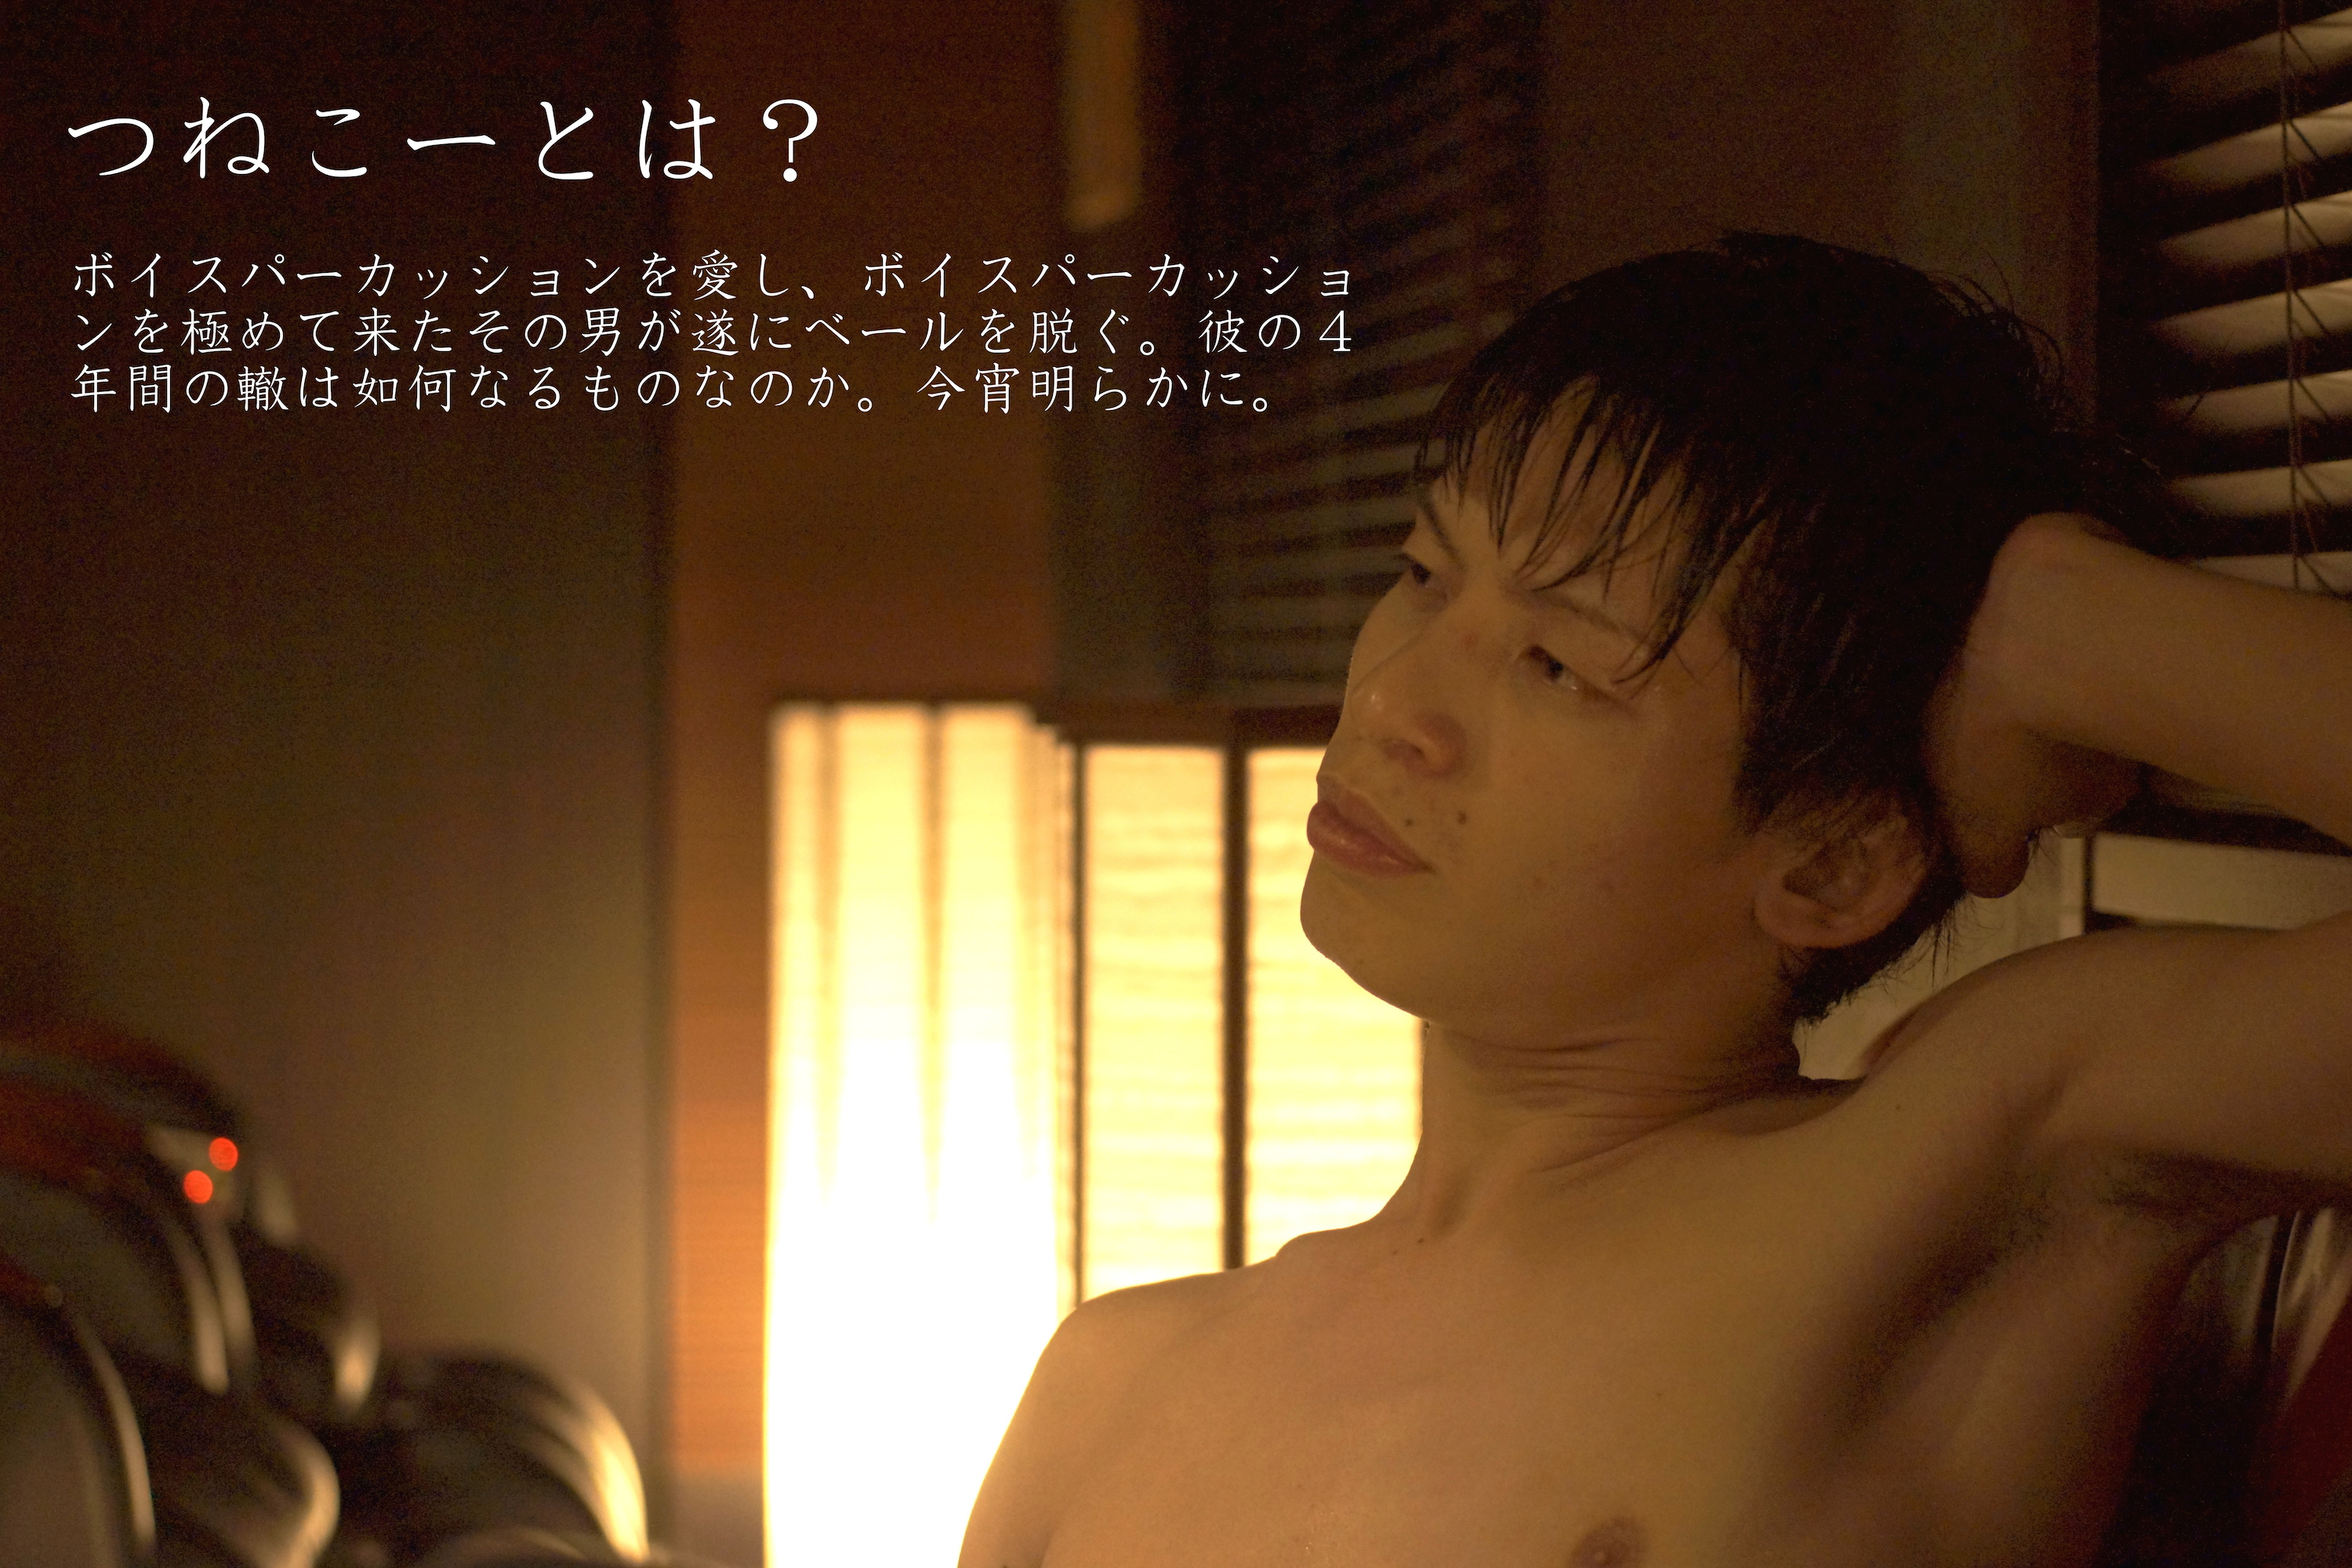 つねこーとは？
ボイスパーカッションを愛し、ボイスパーカッショ
ンを極めて来たその男が遂にベールを脱ぐ。彼の４
年間の轍は如何なるものなのか。今宵明らかに。